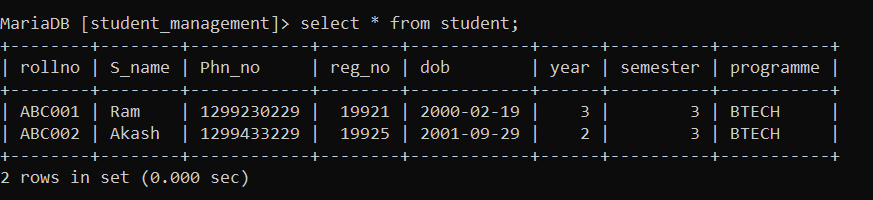 MariaDB [student_management]> select * from student;
+--------+--------+------------+--------+------------+------+----------+-----------+
| rollno | S_name | Phn_no     | reg_no | dob        | year | semester | programme |
+--------+--------+------------+--------+------------+------+----------+-----------+
| ABC001 | Ram    | 1299230229 |  19921 | 2000-02-19 |    3 |        3 | BTECH     |
| ABC002 | Akash  | 1299433229 |  19925 | 2001-09-29 |    2 |        3 | BTECH     |
+--------+--------+------------+--------+------------+------+----------+-----------+
2 rows in set (0.000 sec)